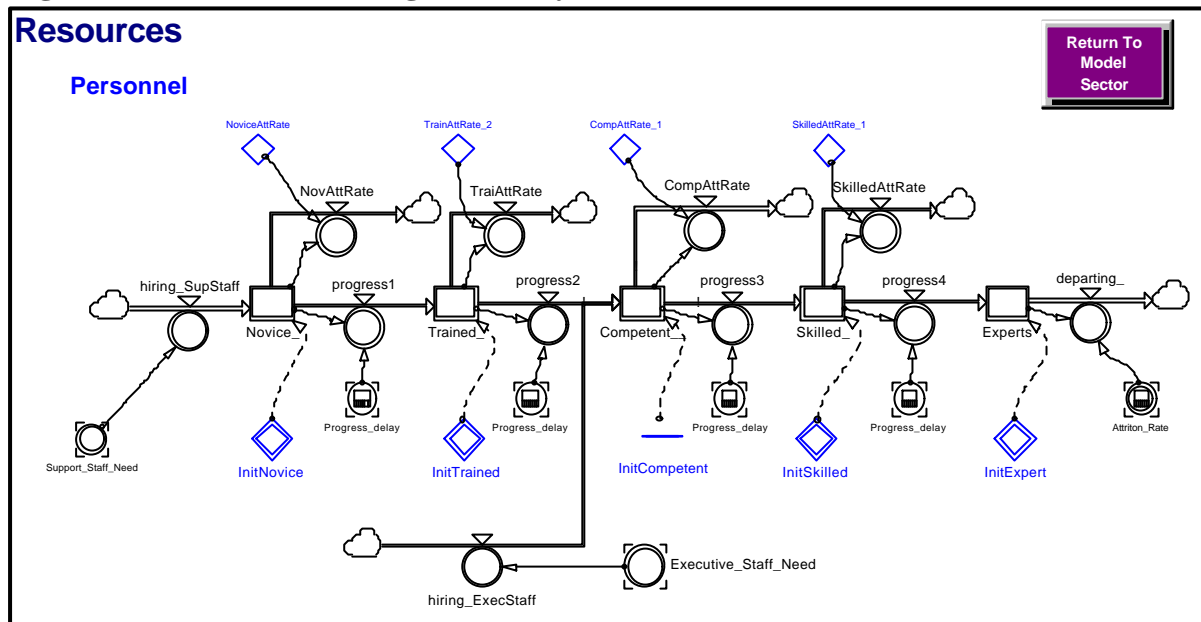 Resources
Return To
Model
Sector
Personnel
NoviceAttRate
TrainAttRate_2
CompAttRate_1
SkilledAttRate_1
NovAttRate
TraiAttRate
CompAttRate
SkilledAttRate
hiring_SupStaff
progress1
progress2
progress3
progress4
departing_
Novice_
Trained_
Competent__
Skilled_
Experts
Progress_delay
Progress_delay
Progress_delay
Progress_delay
Attriton_Rate
Support_Staff_Need
InitNovice
InitTrained
InitCompetent
InitSkilled
InitExpert
Executive_Staff_Need
hiring_ExecStaff